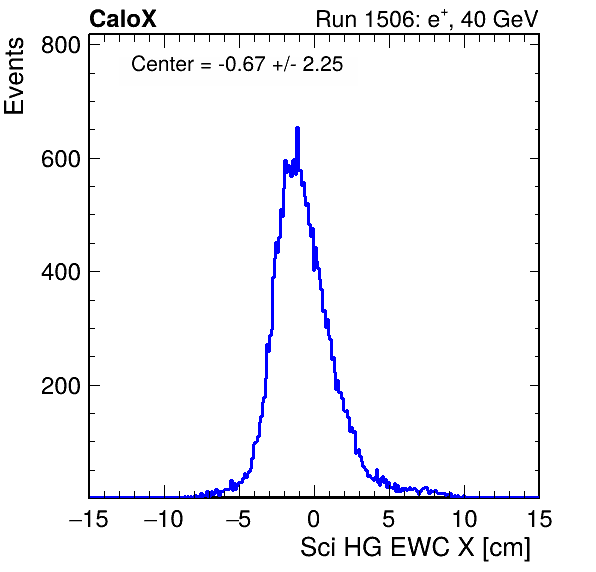 CaloX Run 1506: e⁺, 40 GeV
Events
Center = -0.67 +/- 2.25
800
600
400
200
−15 −10 −5 0 5 10 15
Sci HG EWC X [cm]